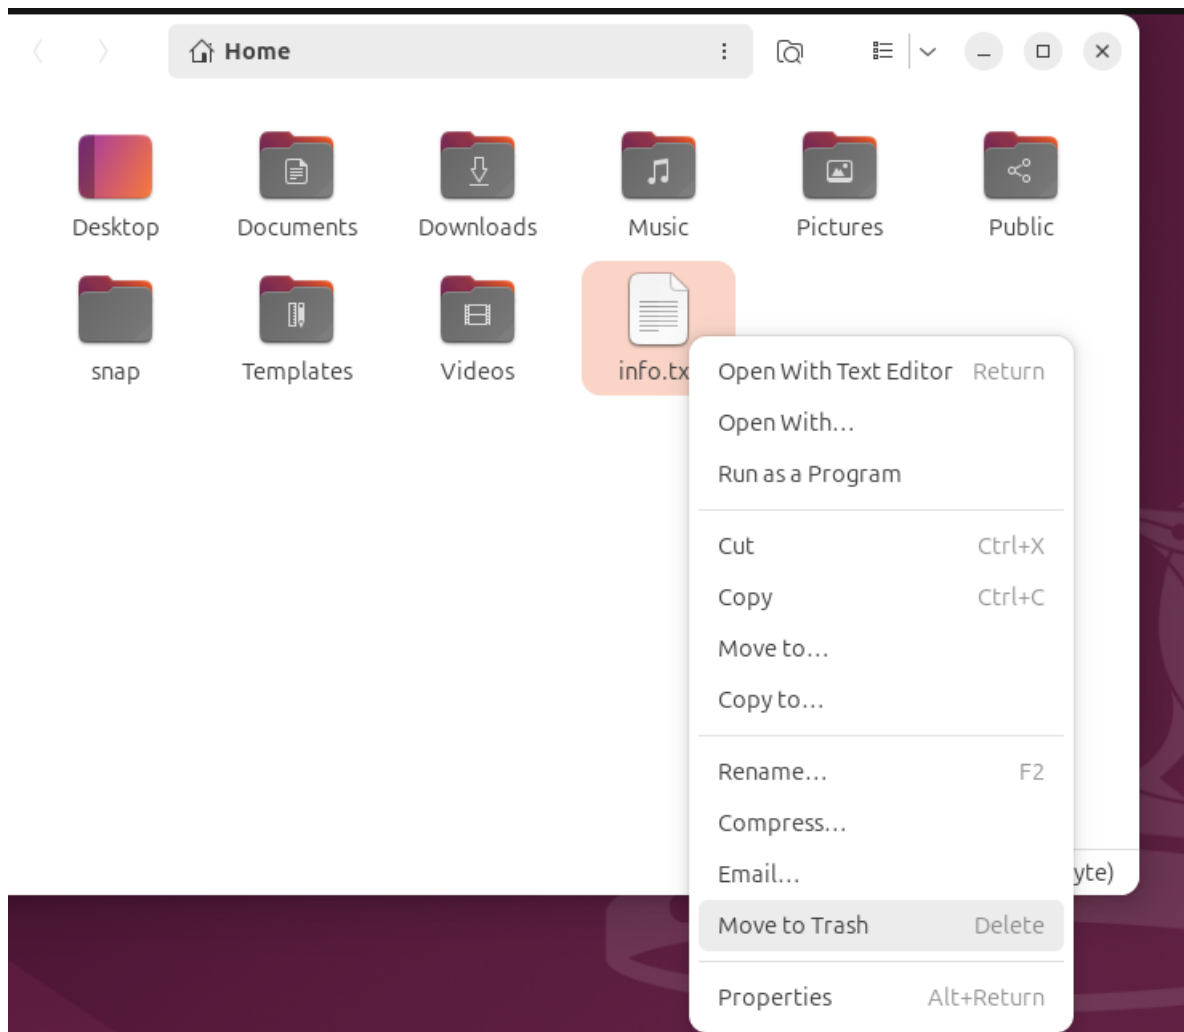 Home
Desktop Documents Downloads Music Pictures Public
snap Templates Videos info.tx
Open With Text Editor Return
Open With…
Run as a Program
Cut Ctrl+X
Copy Ctrl+C
Move to…
Copy to…
Rename… F2
Compress…
Email…
yte)
Move to Trash Delete
Properties Alt+Return